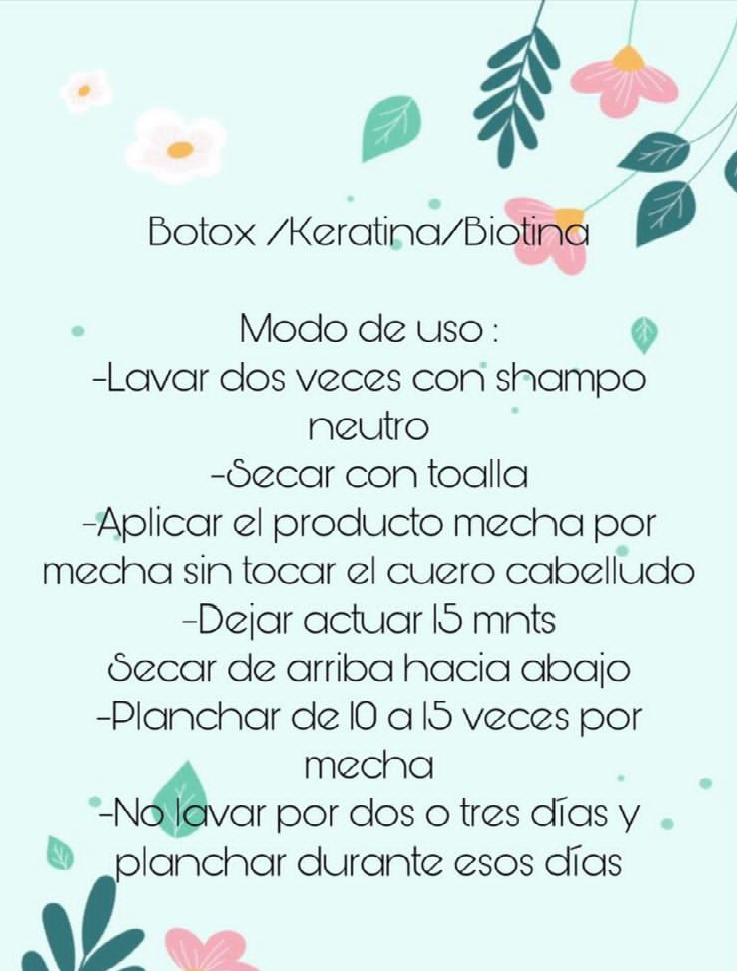 Botox /Keratina/Biotina
Modo de uso :
-Lavar dos veces con shampo
neutro
-Secar con toalla
-Aplicar el producto mecha por
mecha sin tocar el cuero cabelludo
-Dejar actuar 15 mnts
Secar de arriba hacia abajo
-Planchar de 10 a 15 veces por
mecha
-No lavar por dos o tres días y
planchar durante esos días